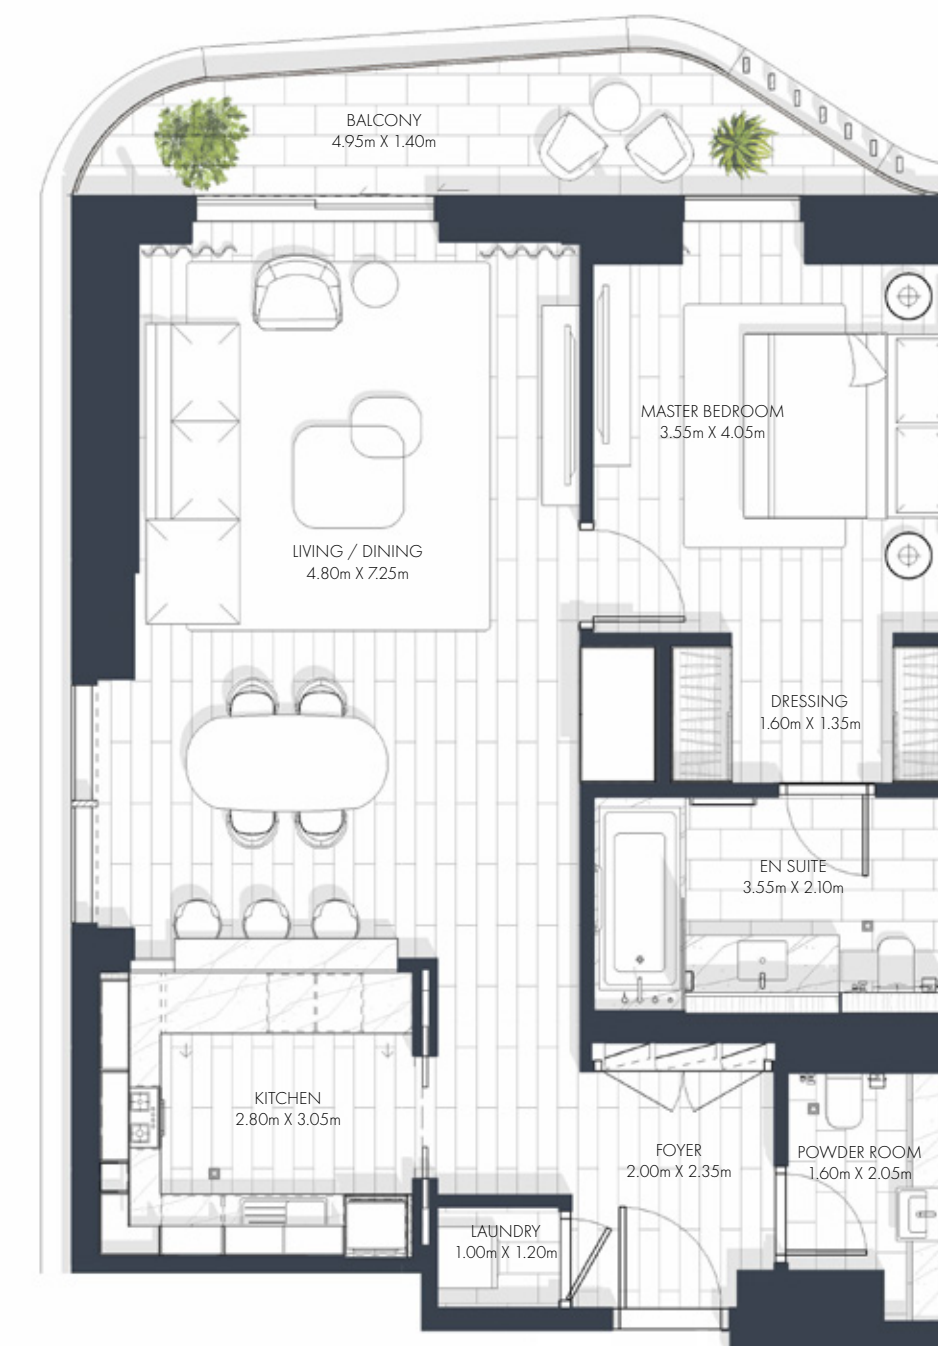 BALCONY
4.95m X 1.40m
MASTER BEDROOM
3.55m X 4.05m
LIVING / DINING
4.80m X 7.25m
DRESSING
1.60m X 1.35m
EN SUITE
3.55m X 2.10m
KITCHEN
2.80m X 3.05m
FOYER
2.00m X 2.35m
POWDER ROOM
1.60m X 2.05m
LAUNDRY
1.00m X 1.20m